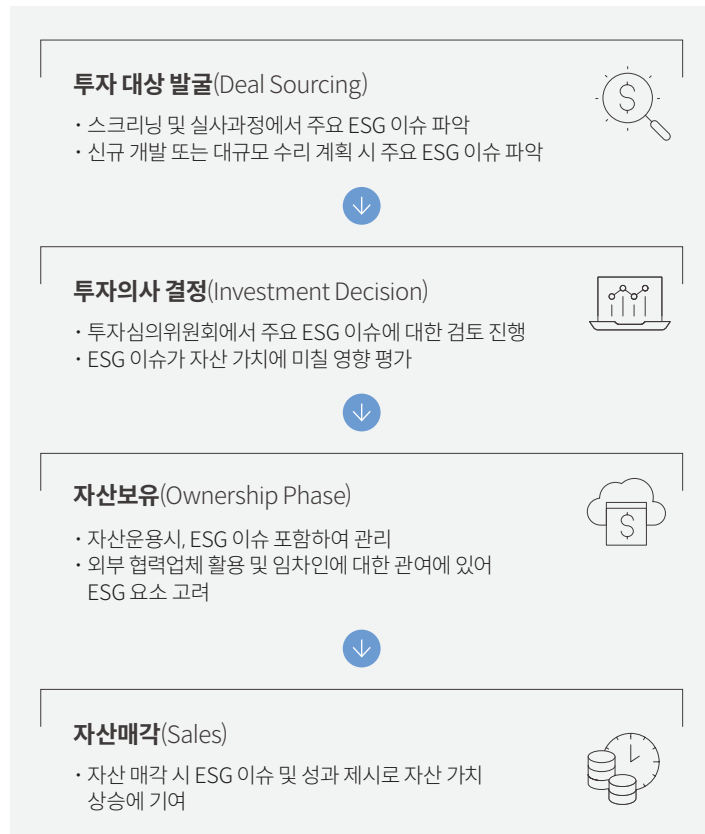 투자 대상 발굴(Deal Sourcing)
· 스크리닝 및 실사과정에서 주요 ESG 이슈 파악
· 신규 개발 또는 대규모 수리 계획 시 주요 ESG 이슈 파악
투자의사 결정(Investment Decision)
· 투자심의위원회에서 주요 ESG 이슈에 대한 검토 진행
· ESG 이슈가 자산 가치에 미칠 영향 평가
자산보유(Ownership Phase)
· 자산운용시, ESG 이슈 포함하여 관리
· 외부 협력업체 활용 및 임차인에 대한 관여에 있어
ESG 요소 고려
자산매각(Sales)
· 자산 매각 시 ESG 이슈 및 성과 제시로 자산 가치
상승에 기여